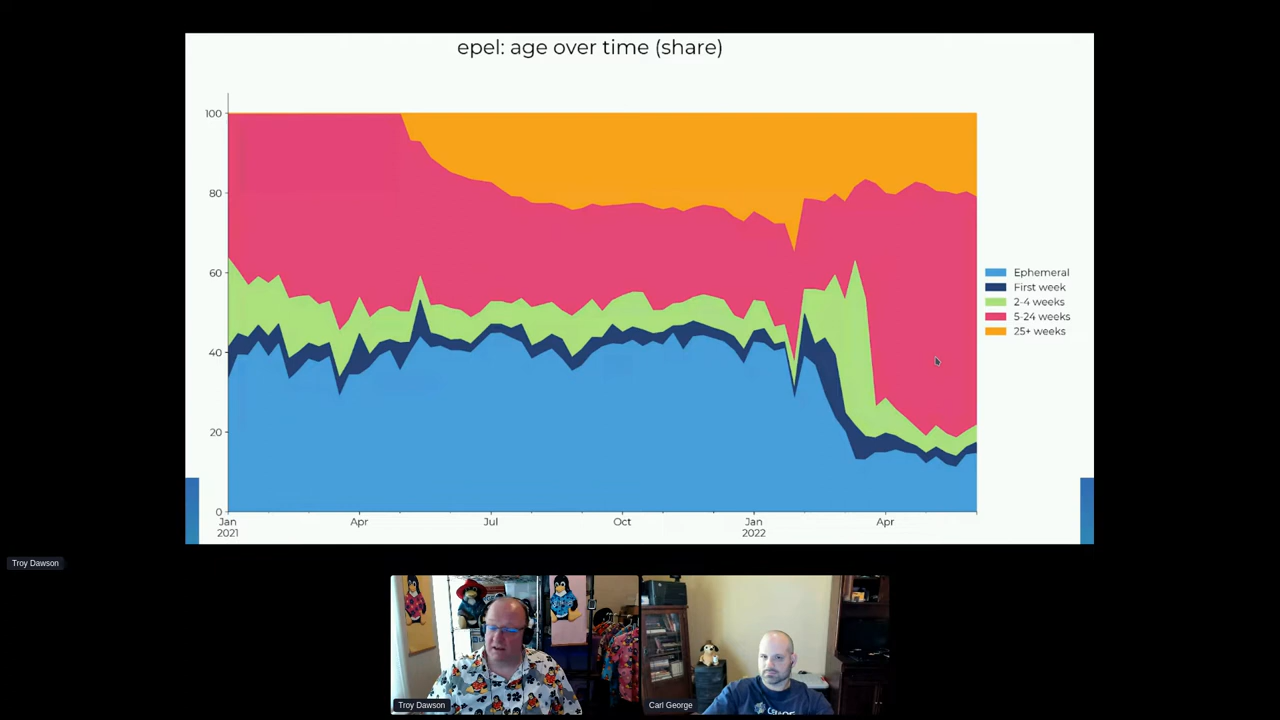 epel: age over time (share)
100
80
60
40
20
0
Jan
2021
Apr
Jul
Oct
Jan
2022
Apr
Ephemeral
First week
2-4 weeks
5-24 weeks
25+ weeks
Troy Dawson
Troy Dawson
Carl George